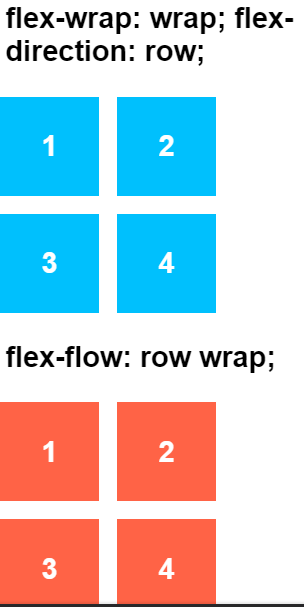 flex-wrap: wrap; flex-
direction: row;
1 2
3 4
flex-flow: row wrap;
1 2
3 4